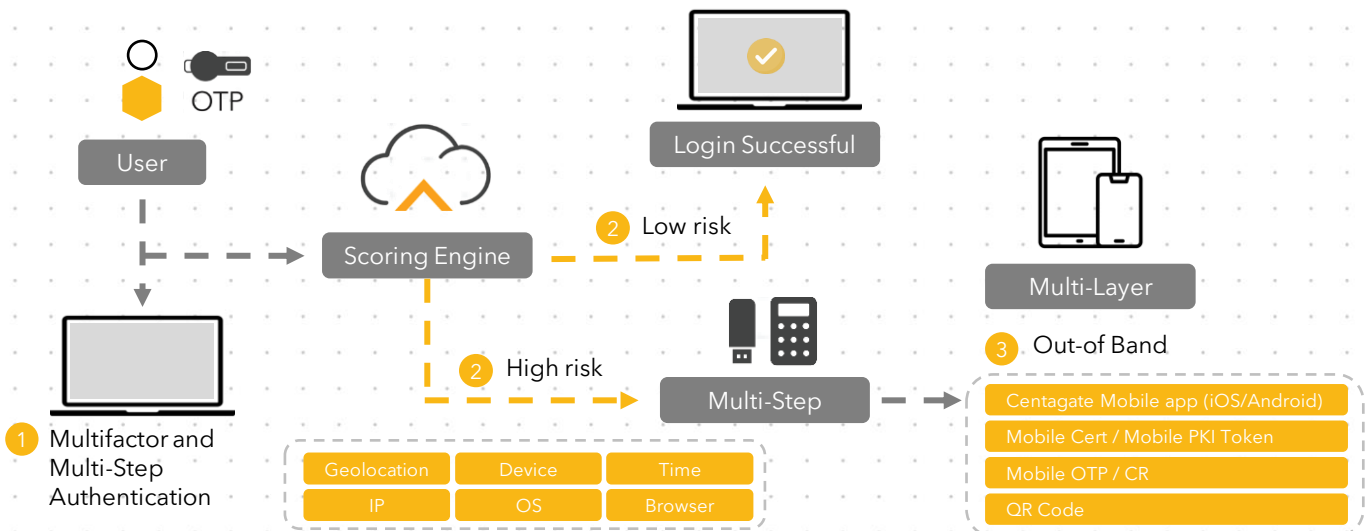 OTP
User
Login Successful
Scoring Engine
2 Low risk
Multi-Layer
2 High risk
3 Out-of Band
Multi-Step
Centagate Mobile app (iOS/Android)
Mobile Cert / Mobile PKI Token
Mobile OTP / CR
QR Code
1 Multifactor and
Multi-Step
Authentication
Geolocation Device Time
IP OS Browser